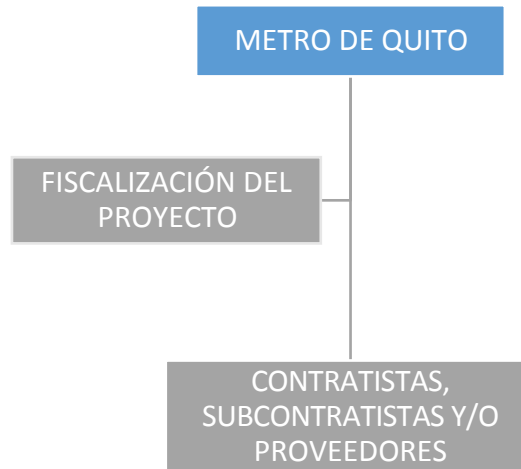 METRO DE QUITO
FISCALIZACIÓN DEL
PROYECTO
CONTRATISTAS,
SUBCONTRATISTAS Y/O
PROVEEDORES